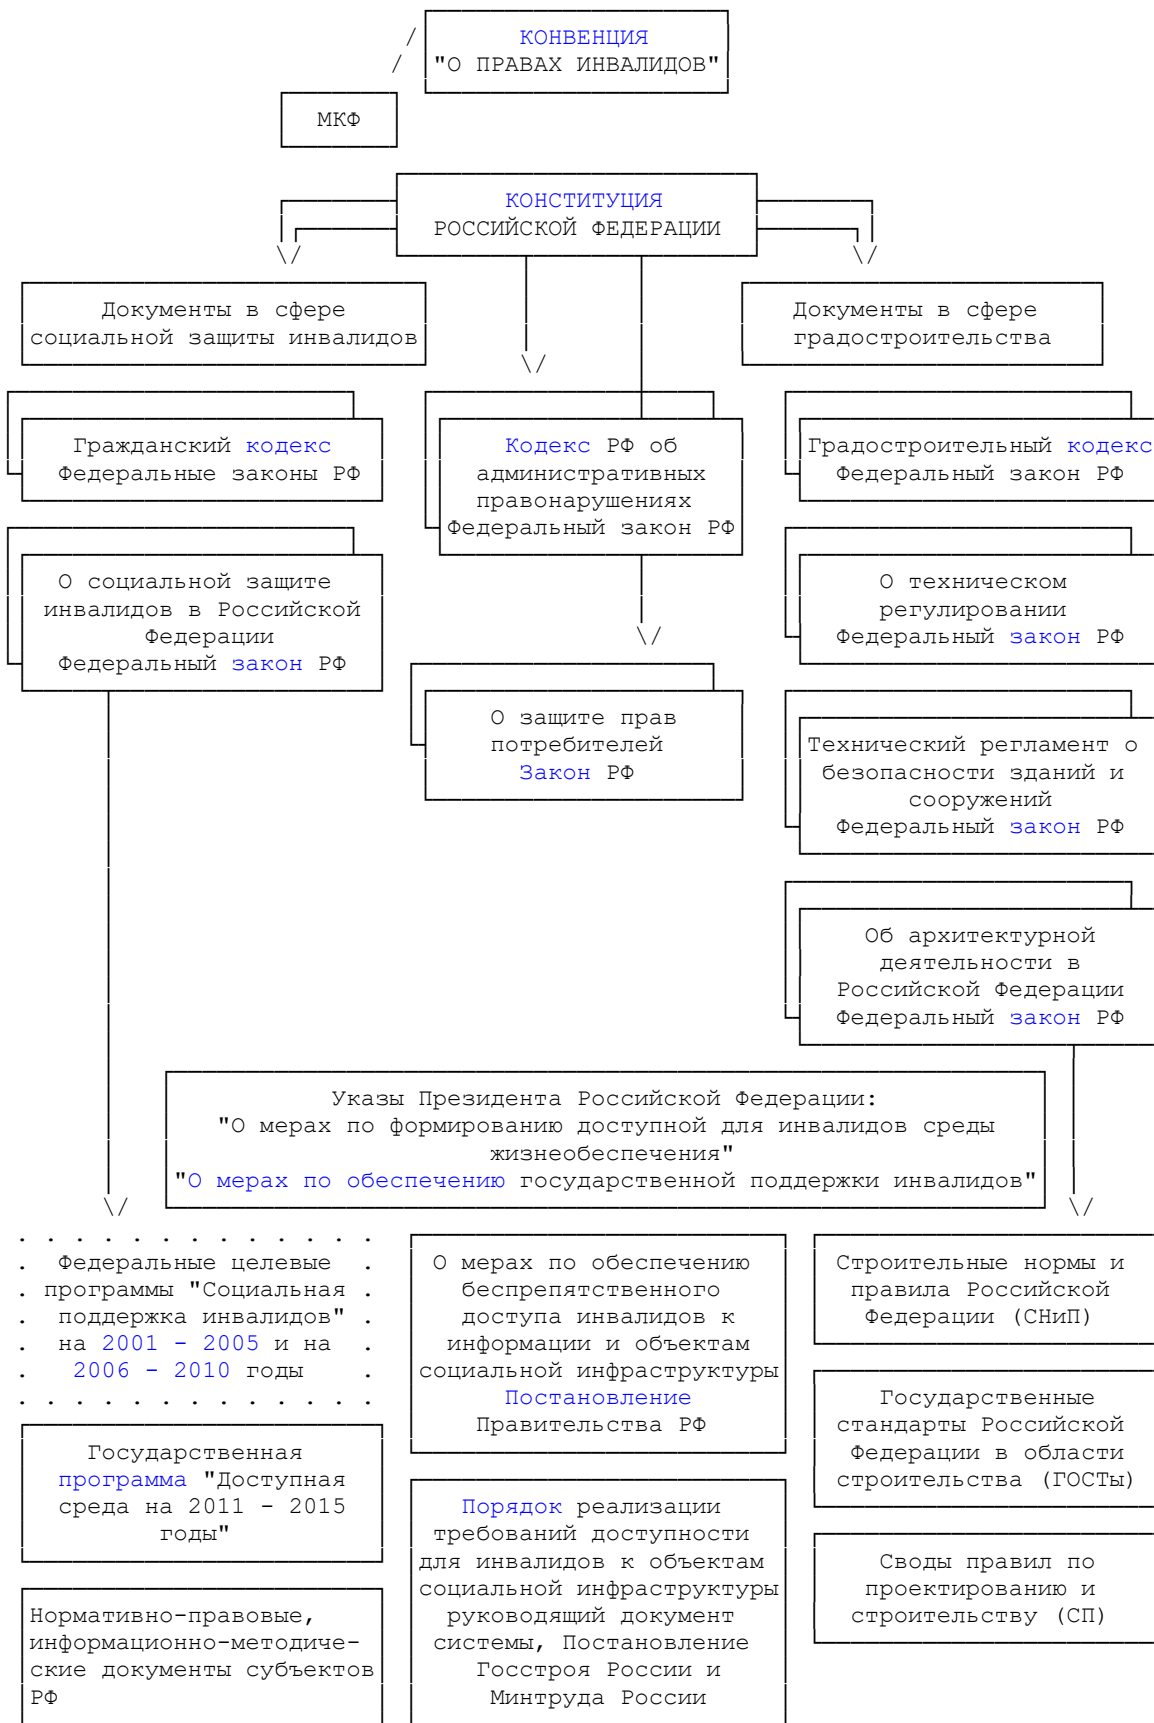 КОНВЕНЦИЯ
"О ПРАВАХ ИНВАЛИДОВ"
МКФ
КОНСТИТУЦИЯ
РОССИЙСКОЙ ФЕДЕРАЦИИ
Документы в сфере
социальной защиты инвалидов
Документы в сфере
градостроительства
Гражданский кодекс
Федеральные законы РФ
Кодекс РФ об
административных
правонарушениях
Федеральный закон РФ
Градостроительный кодекс
Федеральный закон РФ
О социальной защите
инвалидов в Российской
Федерации
Федеральный закон РФ
О техническом
регулировании
Федеральный закон РФ
О защите прав
потребителей
Закон РФ
Технический регламент о
безопасности зданий и
сооружений
Федеральный закон РФ
Об архитектурной
деятельности в
Российской Федерации
Федеральный закон РФ
Указы Президента Российской Федерации:
"О мерах по формированию доступной для инвалидов среды
жизнеобеспечения"
"О мерах по обеспечению государственной поддержки инвалидов"
Федеральные целевые
программы "Социальная
поддержка инвалидов"
на 2001 - 2005 и на
2006 - 2010 годы
О мерах по обеспечению
беспрепятственного
доступа инвалидов к
информации и объектам
социальной инфраструктуры
Постановление
Правительства РФ
Строительные нормы и
правила Российской
Федерации (СНиП)
Государственные
стандарты Российской
Федерации в области
строительства (ГОСТы)
Государственная
программа "Доступная
среда на 2011 - 2015
годы"
Порядок реализации
требований доступности
для инвалидов к объектам
социальной инфраструктуры
руководящий документ
системы, Постановление
Госстроя России и
Минтруда России
Своды правил по
проектированию и
строительству (СП)
Нормативно-правовые,
информационно-методиче-
ские документы субъектов
РФ